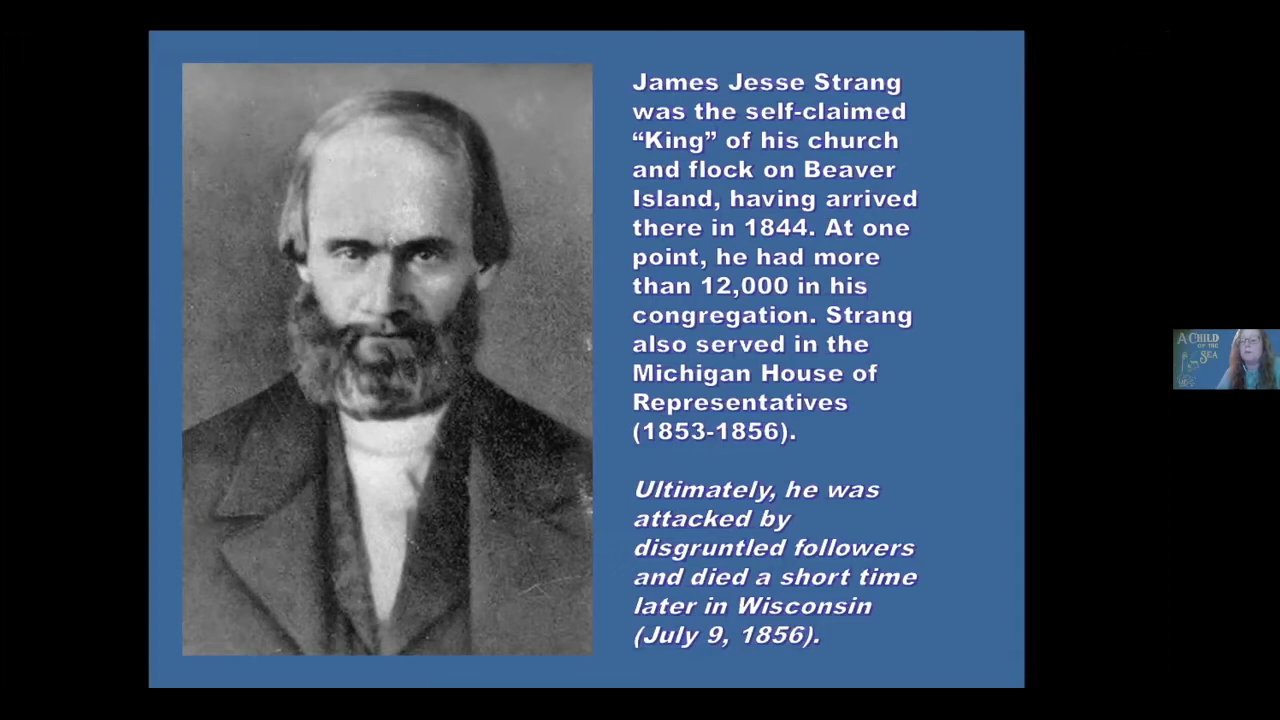 James Jesse Strang
was the self-claimed
“King” of his church
and flock on Beaver
Island, having arrived
there in 1844. At one
point, he had more
than 12,000 in his
congregation. Strang
also served in the
Michigan House of
Representatives
(1853-1856).
Ultimately, he was
attacked by
disgruntled followers
and died a short time
later in Wisconsin
(July 9, 1856).
A CHILD
OF THE
SEA